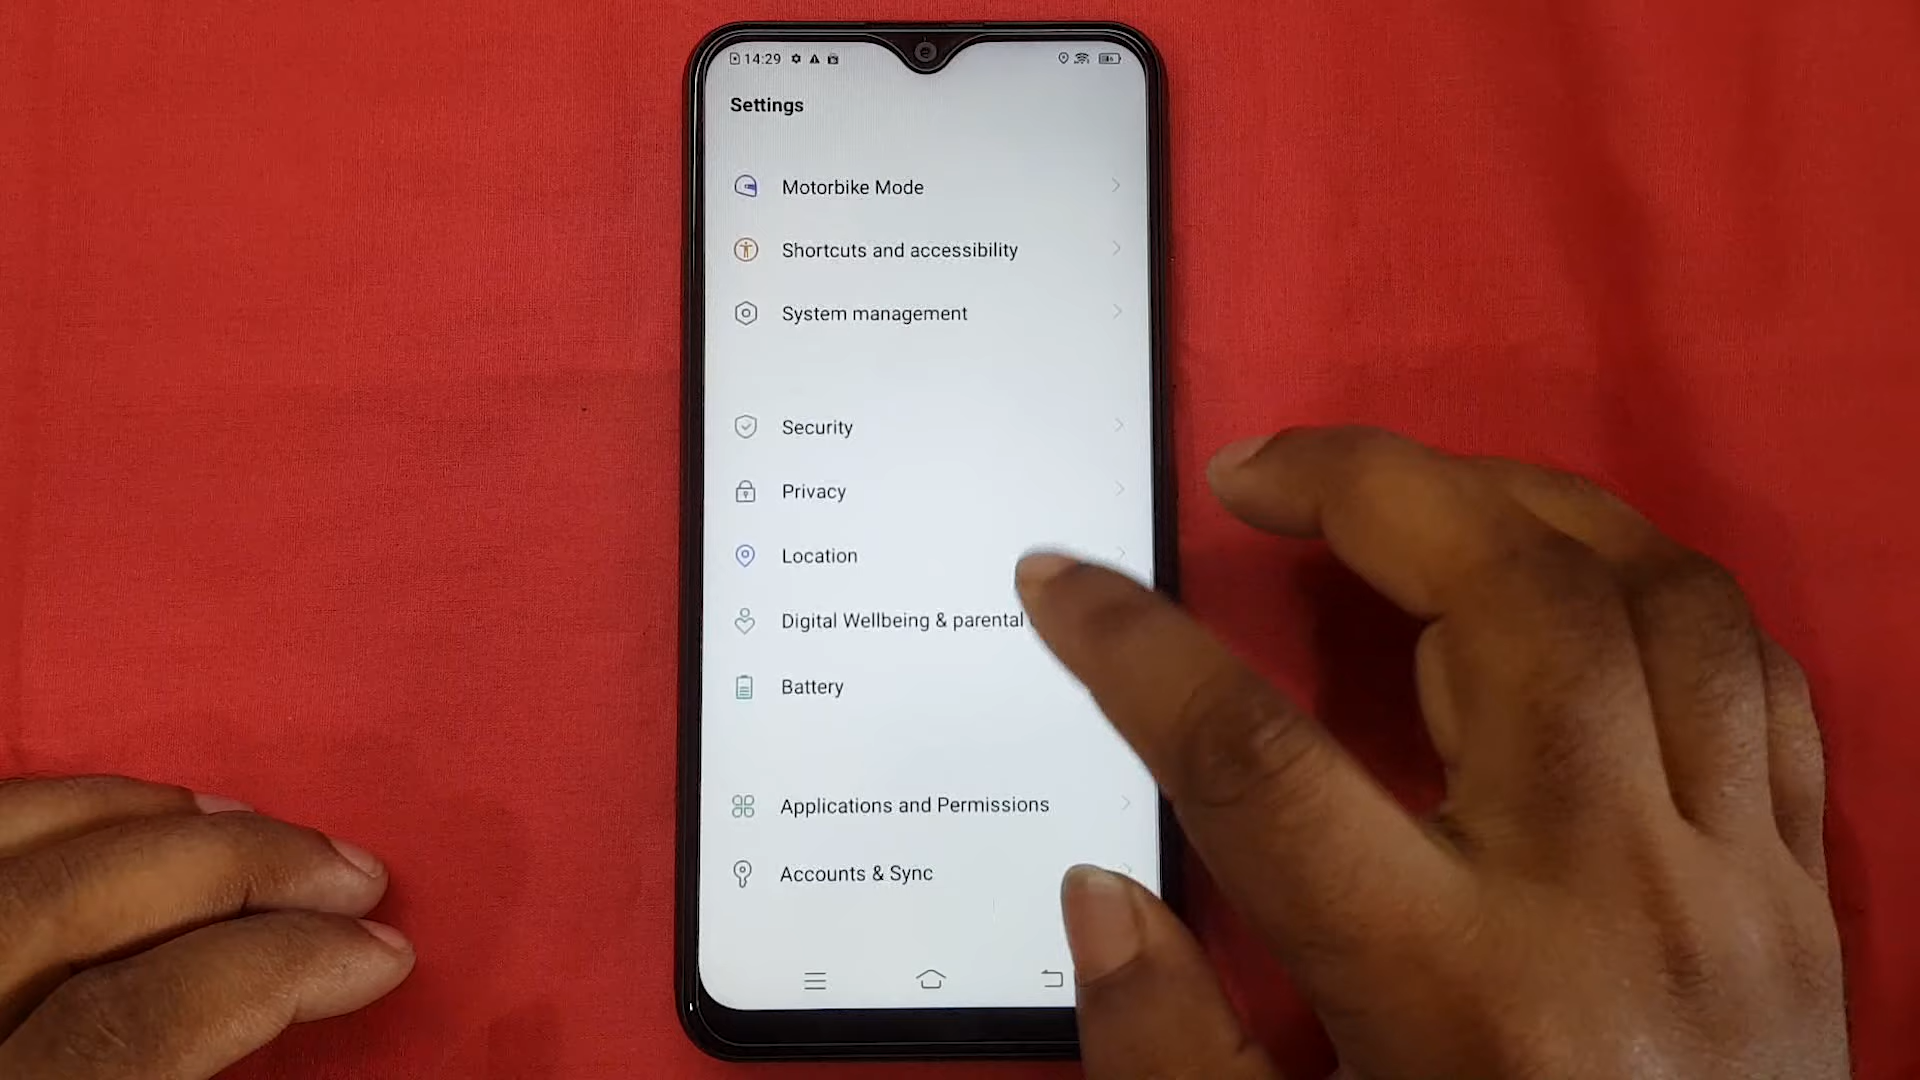 14:29
Settings
Motorbike Mode
Shortcuts and accessibility
System management
Security
Privacy
Location
Digital Wellbeing & parental
Battery
Applications and Permissions
Accounts & Sync